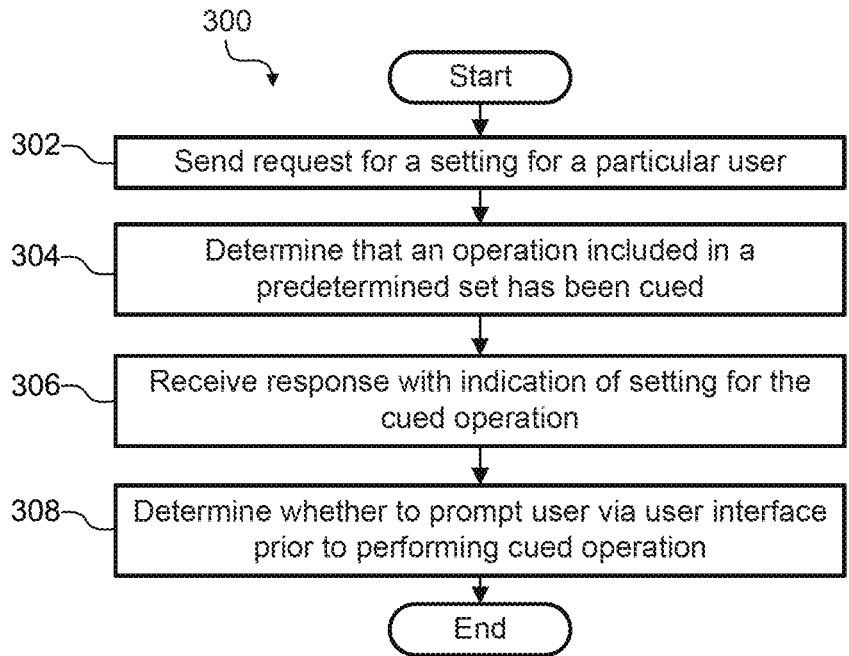 300
Start
302
Send request for a setting for a particular user
304
Determine that an operation included in a
predetermined set has been cued
306
Receive response with indication of setting for the
cued operation
308
Determine whether to prompt user via user interface
prior to performing cued operation
End